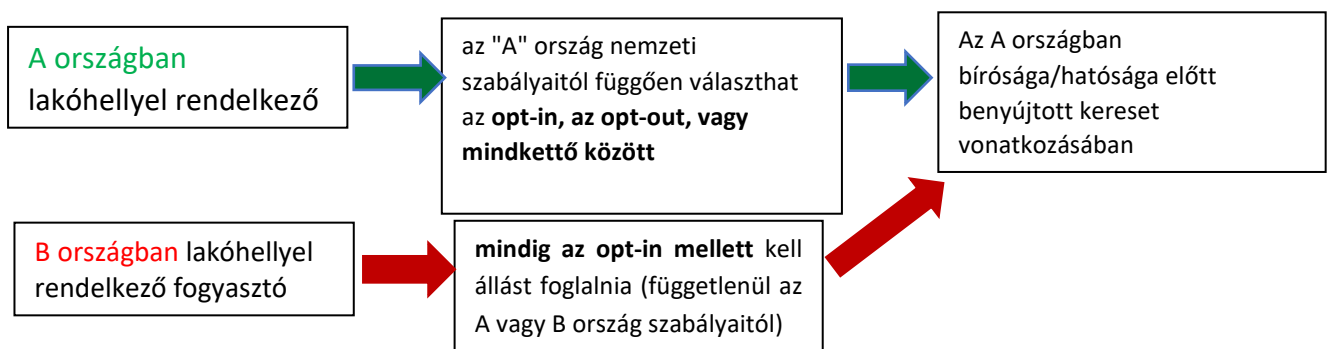 A országban
lakóhellyel rendelkező
az "A" ország nemzeti
szabályaitól függően választhat
az opt-in, az opt-out, vagy
mindkettő között
Az A országban
bírósága/hatósága előtt
benyújtott kereset
vonatkozásában
B országban lakóhellyel
rendelkező fogyasztó
mindig az opt-in mellett kell
állást foglalnia (függetlenül az
A vagy B ország szabályaitól)